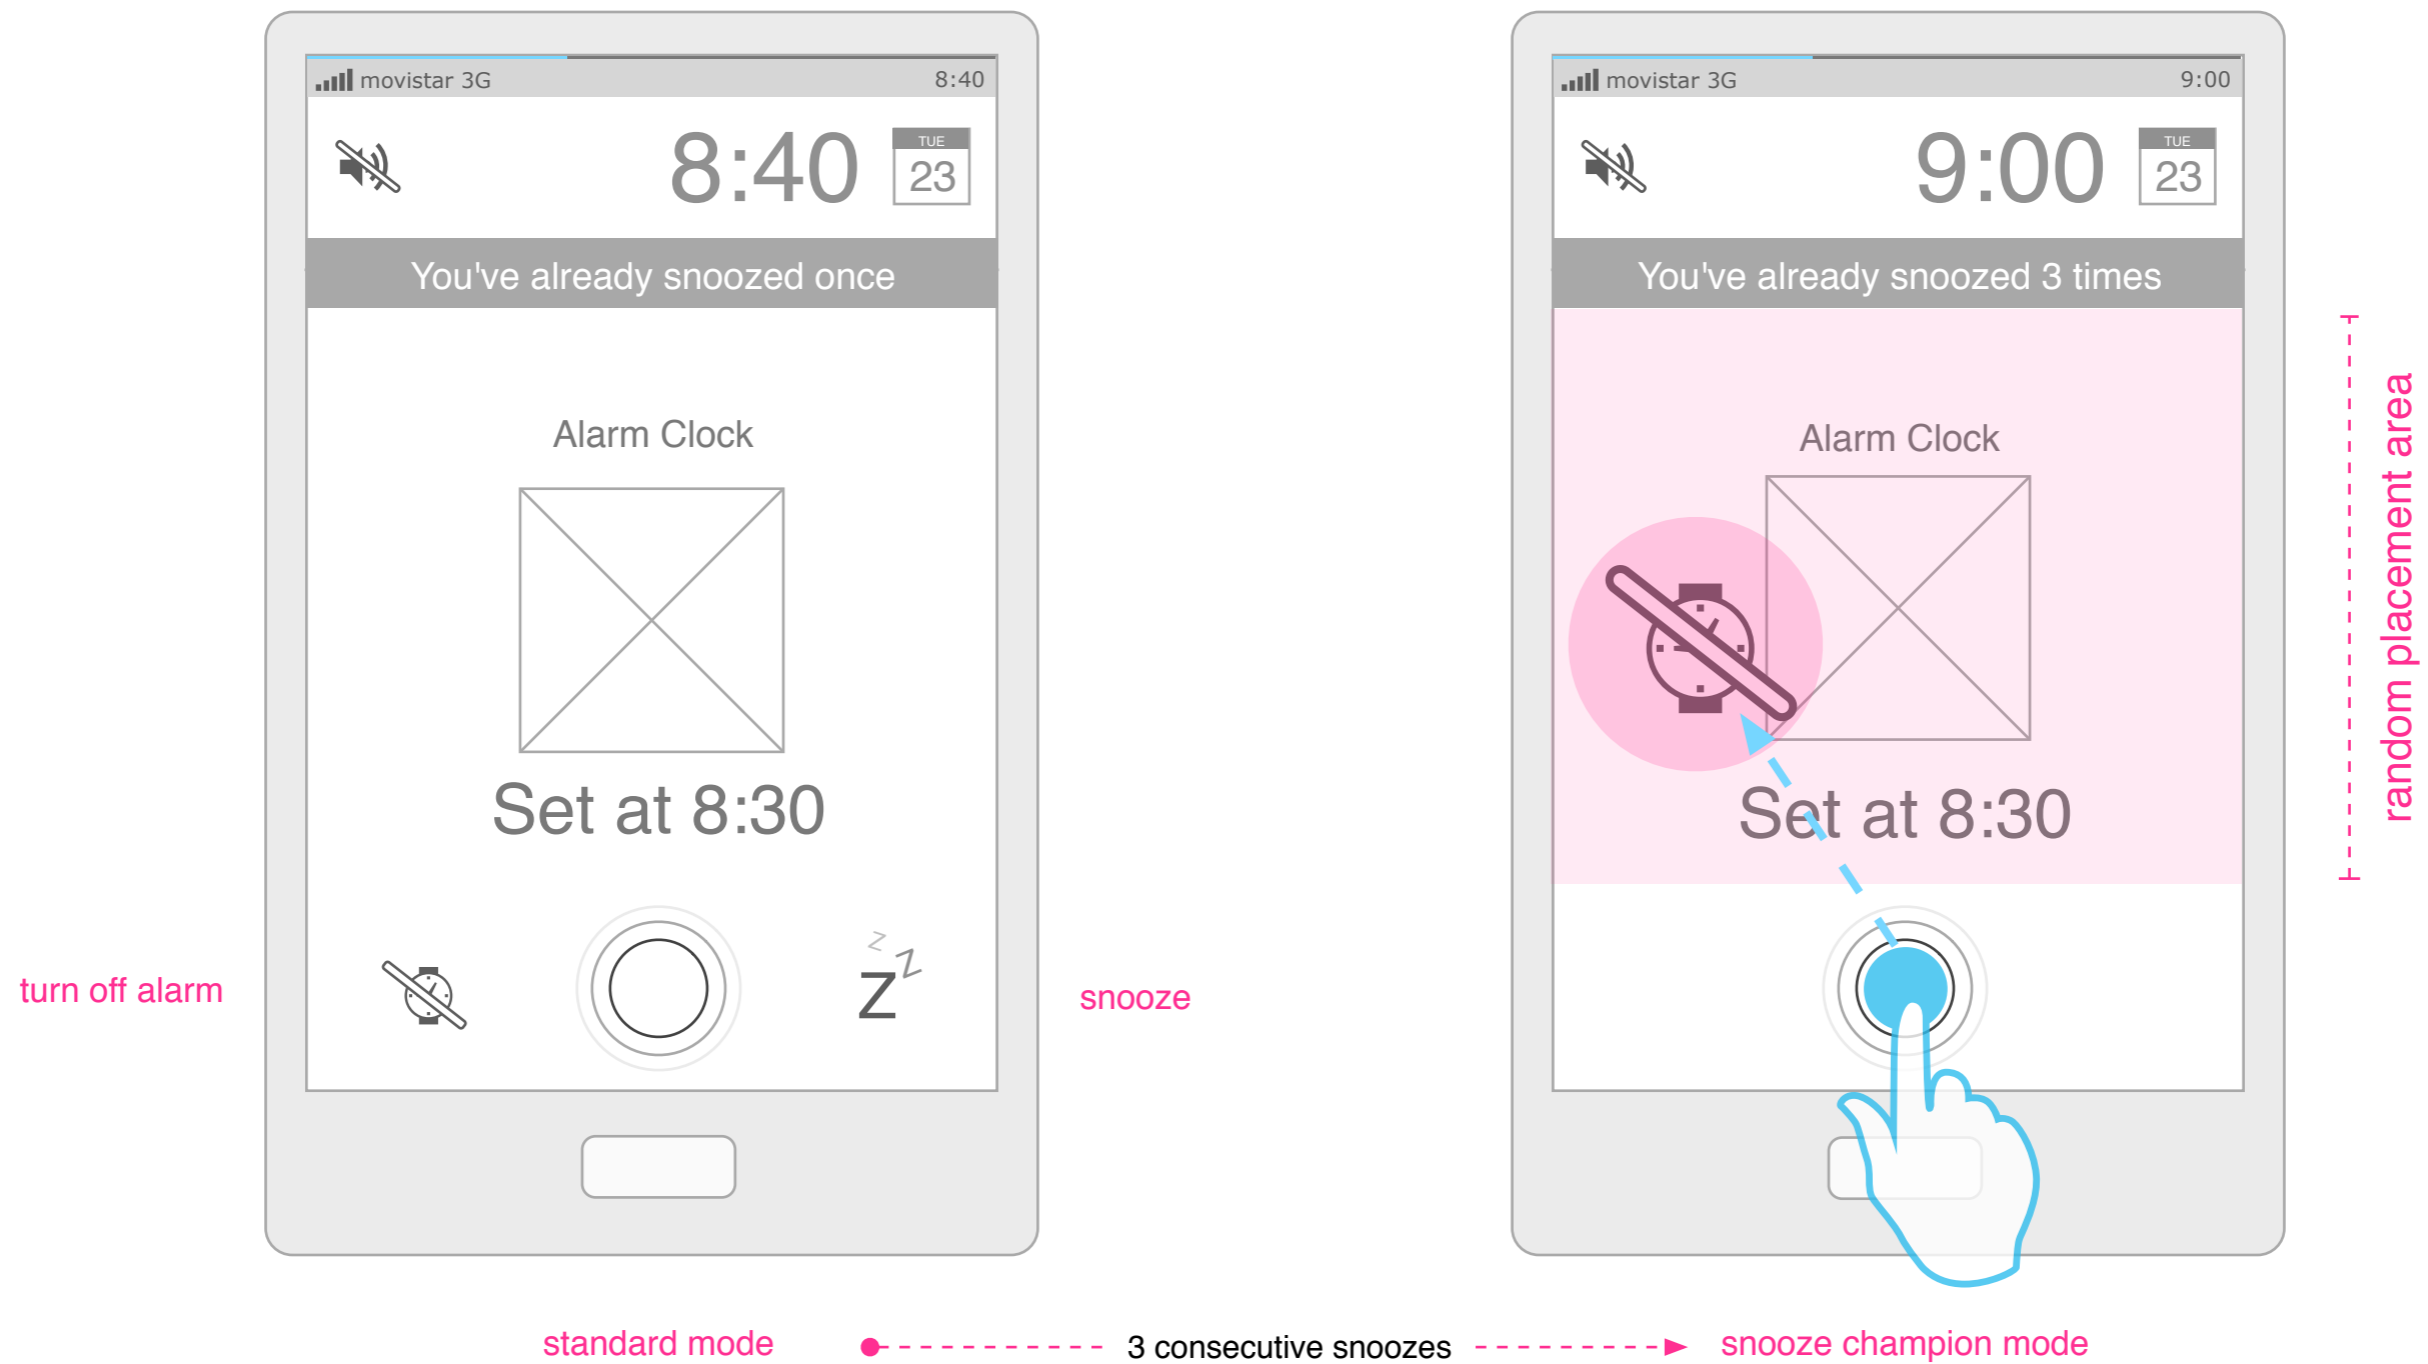 movistar 3G 8:40
8:40
TUE
23
You've already snoozed once
Alarm Clock
Set at 8:30
turn off alarm
z
z
Z
snooze
movistar 3G 9:00
9:00
TUE
23
You've already snoozed 3 times
Alarm Clock
Set at 8:30
random placement area
standard mode
3 consecutive snoozes
snooze champion mode